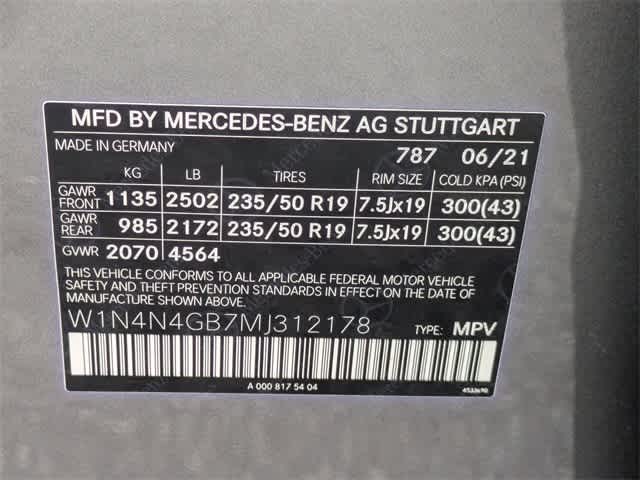 MFD BY MERCEDES-BENZ AG STUTTGART
MADE IN GERMANY 787 06/21
KG LB TIRES RIM SIZE COLD KPA (PSI)
GAWR FRONT 1135 2502 235/50 R19 7.5Jx19 300(43)
GAWR REAR 985 2172 235/50 R19 7.5Jx19 300(43)
GVWR 2070 4564
THIS VEHICLE CONFORMS TO ALL APPLICABLE FEDERAL MOTOR VEHICLE
SAFETY AND THEFT PREVENTION STANDARDS IN EFFECT ON THE DATE OF
MANUFACTURE SHOWN ABOVE.
W1N4N4GB7MJ312178 TYPE: MPV
A 000 817 54 04